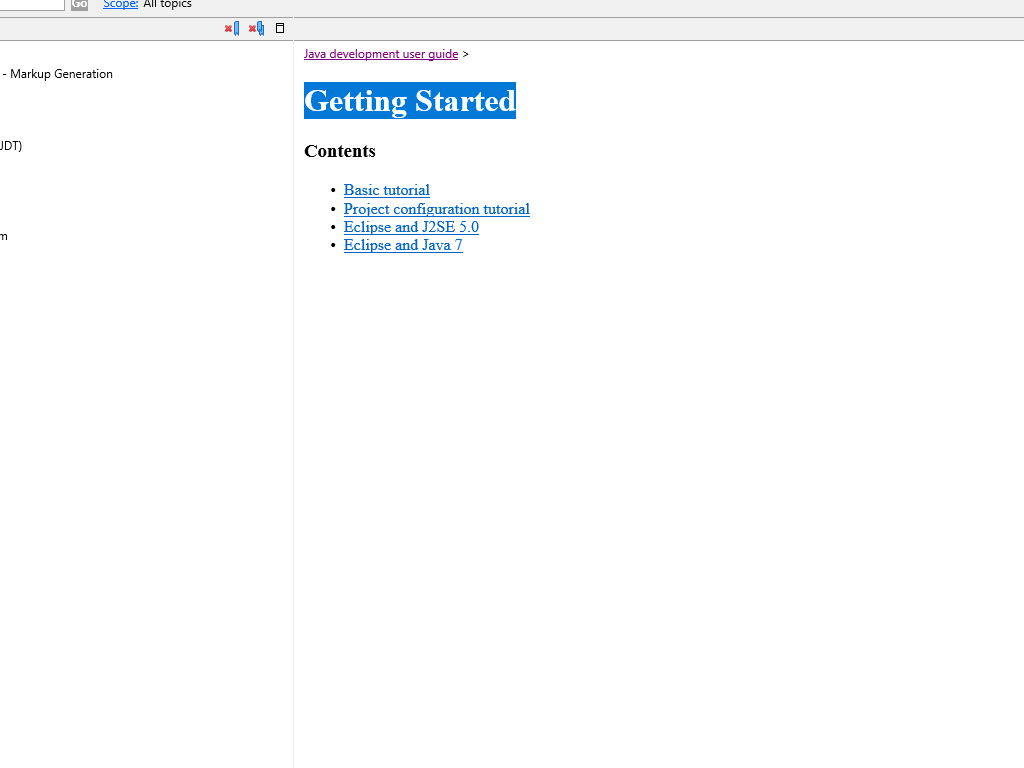 Go Scope: All topics
- Markup Generation
JDT)
m
Java development user guide >
Getting Started
Contents
• Basic tutorial
• Project configuration tutorial
• Eclipse and J2SE 5.0
• Eclipse and Java 7